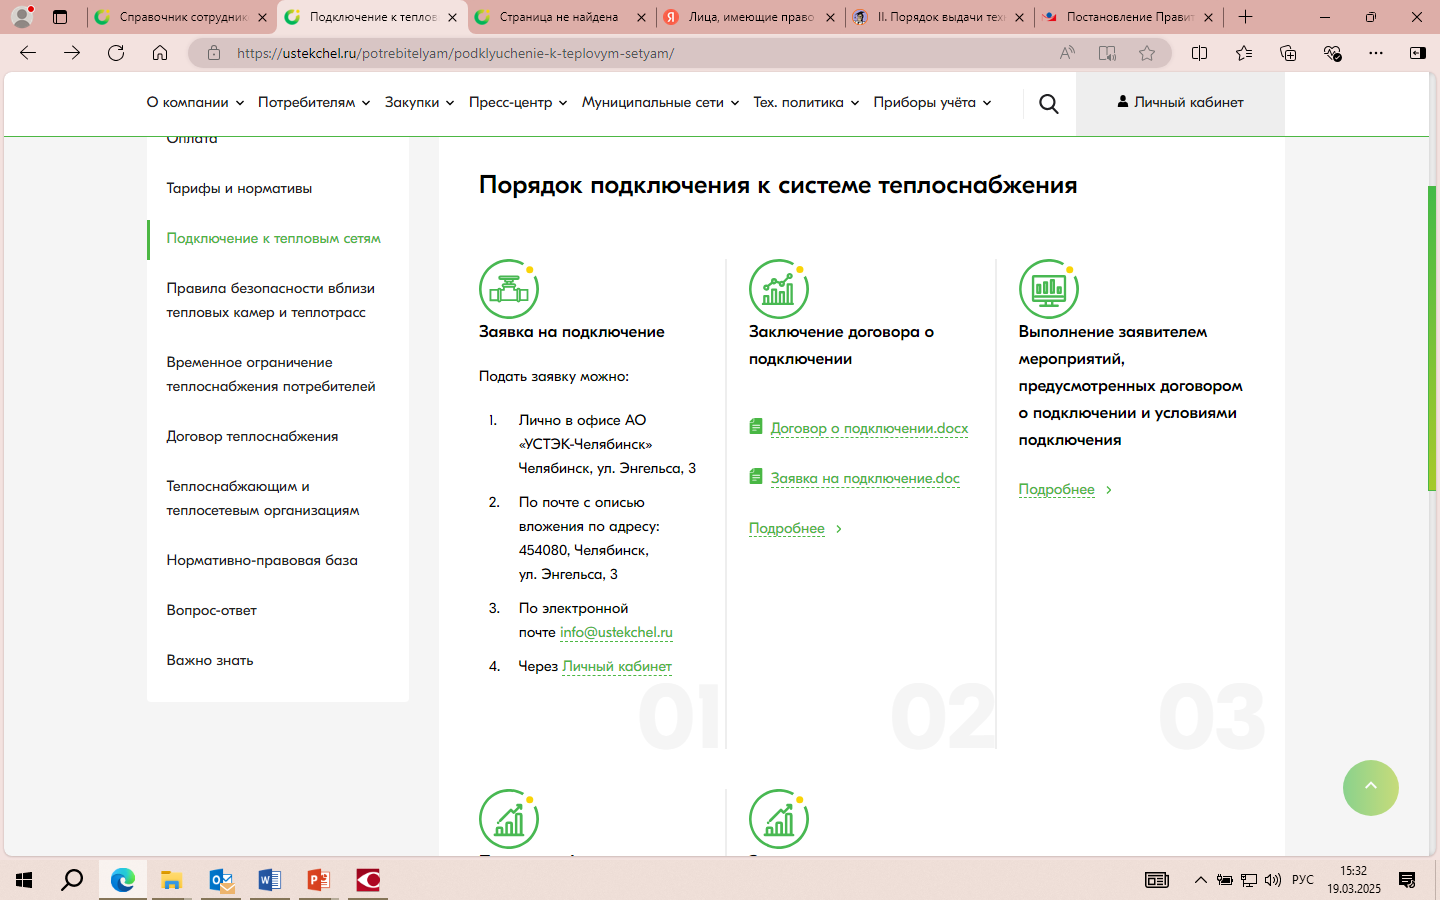 Справочник сотрудник
Подключение к тепло
Страница не найдена
Лица, имеющие право
II. Порядок выдачи тех
Постановление Прави
https://ustekchel.ru/potrebitelyam/podklyuchenie-k-teplovym-setyam/
О компании
Потребителям
Закупки
Пресс-центр
Муниципальные сети
Тех. политика
Приборы учёта
Личный кабинет
Оплата
Тарифы и нормативы
Подключение к тепловым сетям
Правила безопасности вблизи
тепловых камер и теплотрасс
Временное ограничение
теплоснабжения потребителей
Договор теплоснабжения
Теплоснабжающим и
теплосетевым организациям
Нормативно-правовая база
Вопрос-ответ
Важно знать
Порядок подключения к системе теплоснабжения
Заявка на подключение
Подать заявку можно:
1. Лично в офисе АО
«УСТЭК-Челябинск»
Челябинск, ул. Энгельса, 3
2. По почте с описью
вложения по адресу:
454080, Челябинск,
ул. Энгельса, 3
3. По электронной
почте info@ustekchel.ru
4. Через Личный кабинет
01
Заключение договора о
подключении
Договор о подключении.docx
Заявка на подключение.doc
Подробнее
02
Выполнение заявителем
мероприятий,
предусмотренных договором
о подключении и условиями
подключения
Подробнее
03
РУС
15:32
19.03.2025